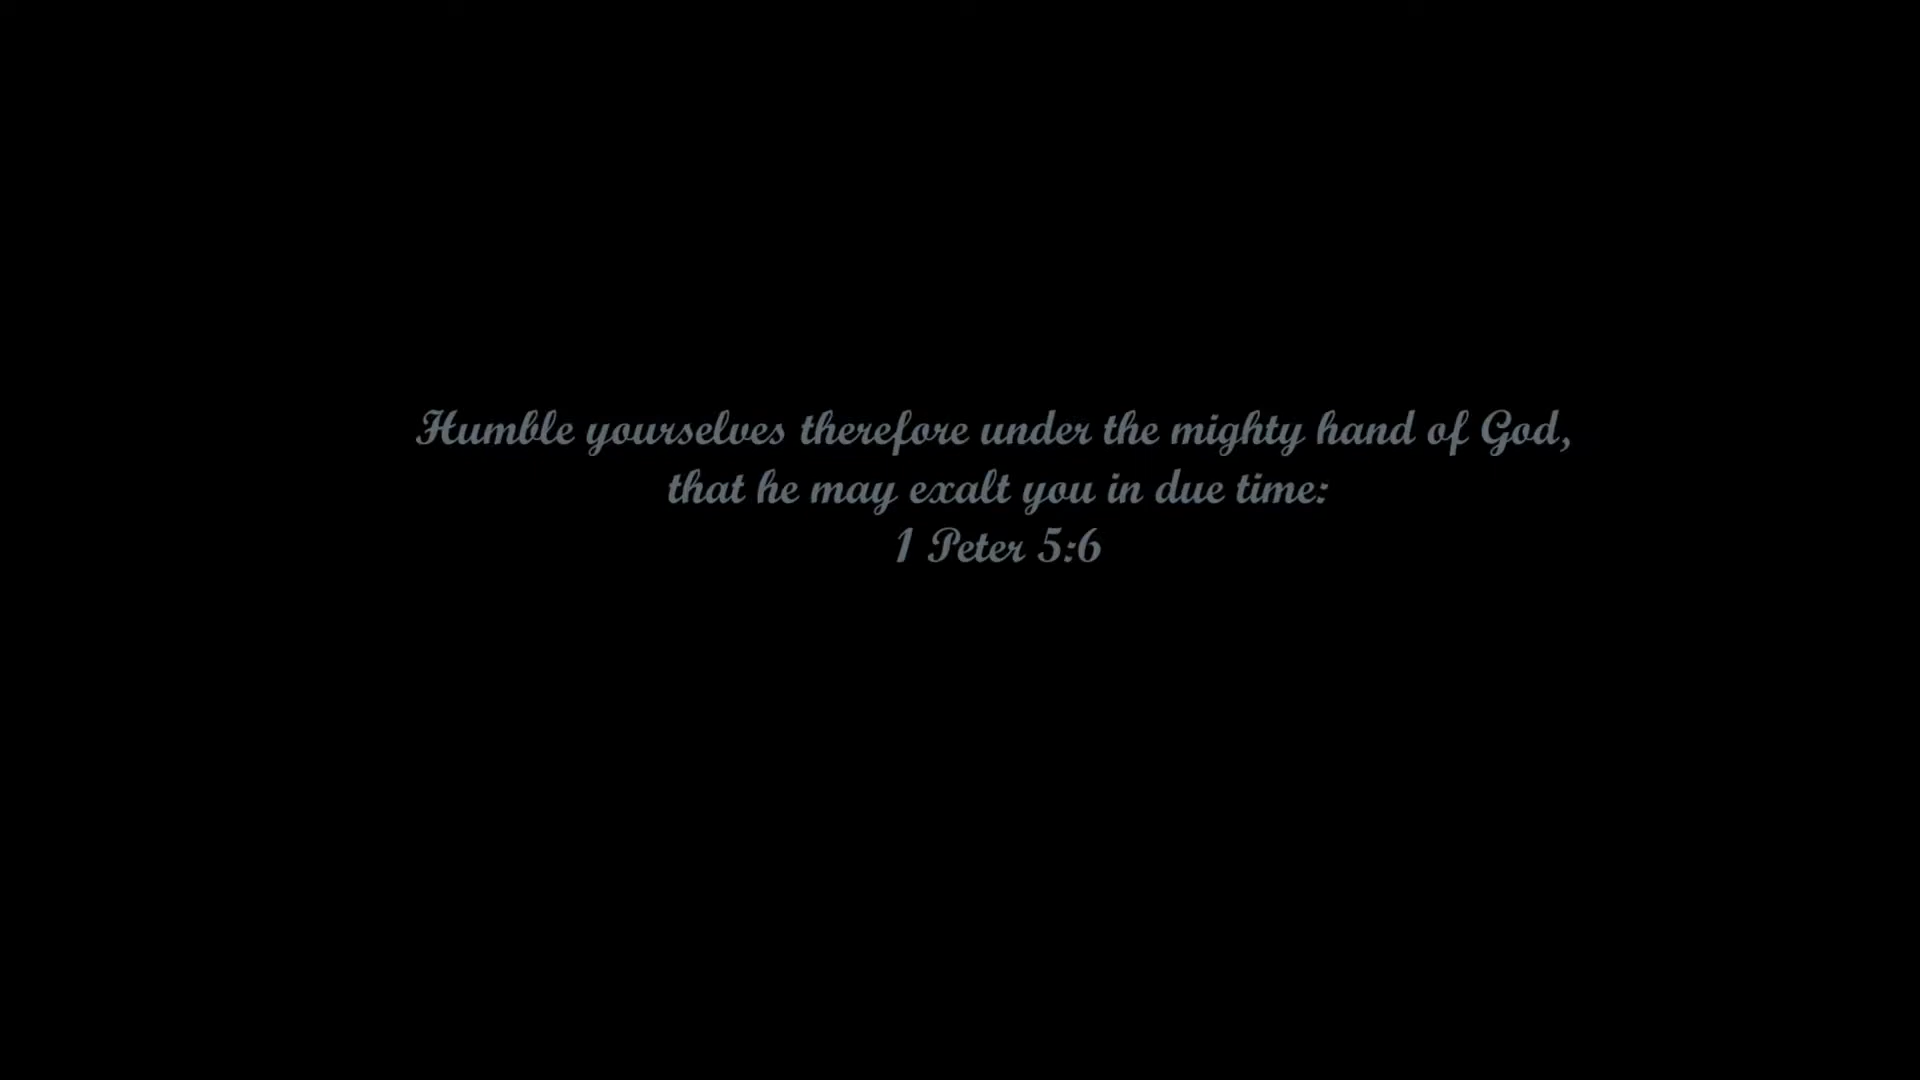 Humble yourselves therefore under the mighty hand of God,
that he may exalt you in due time:
1 Peter 5:6